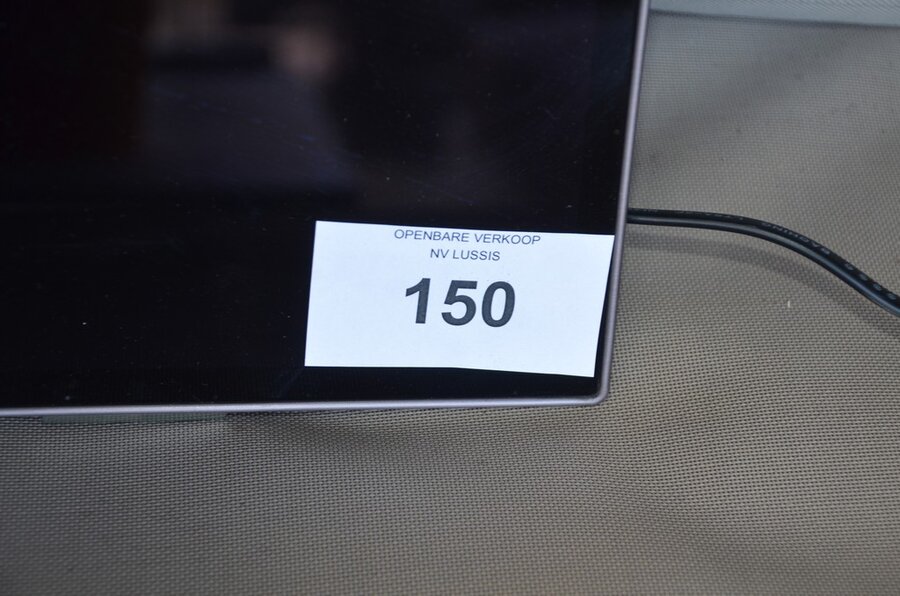 OPENBARE VERKOOP
NV LUSSIS
150